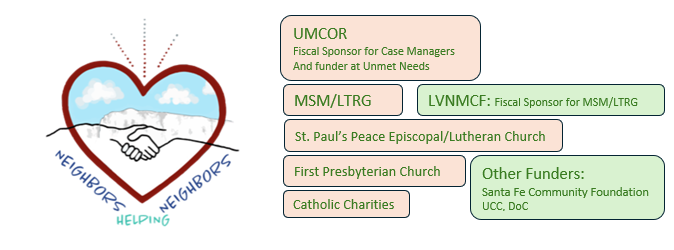 NEIGHBORS
HELPING
NEIGHBORS
UMCOR
Fiscal Sponsor for Case Managers
And funder at Unmet Needs
MSM/LTRG
LVNMCF: Fiscal Sponsor for MSM/LTRG
St. Paul's Peace Episcopal/Lutheran Church
First Presbyterian Church
Catholic Charities
Other Funders:
Santa Fe Community Foundation
UCC, DoC